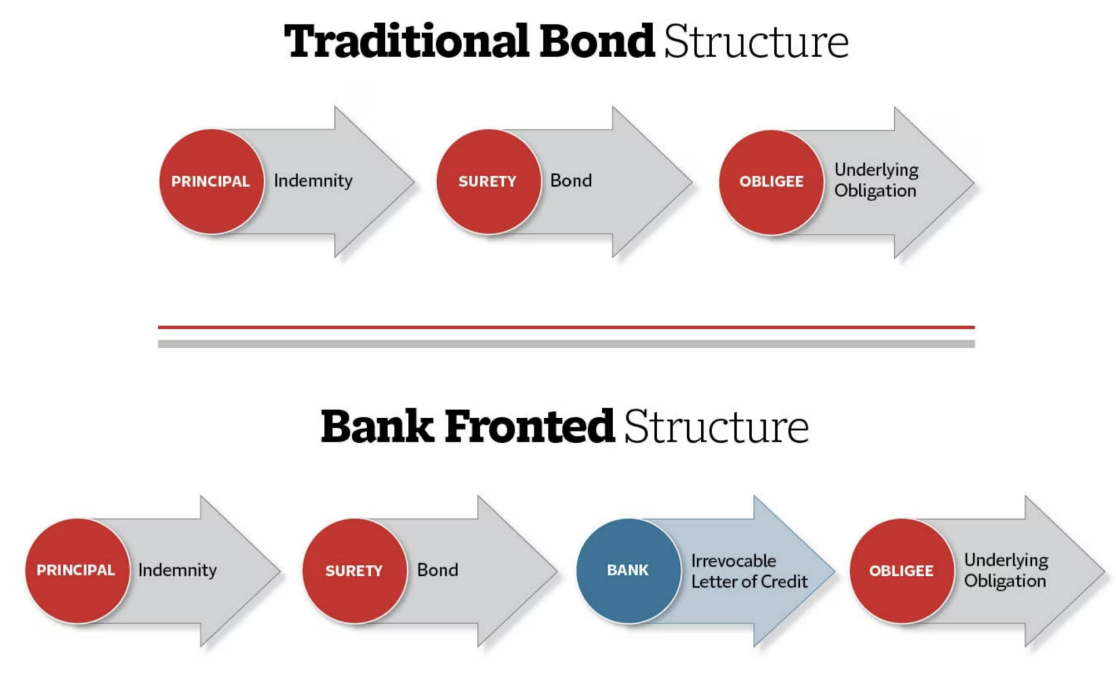 Traditional Bond Structure
PRINCIPAL Indemnity
SURETY Bond
OBLIGEE Underlying
Obligation
Bank Fronted Structure
PRINCIPAL Indemnity
SURETY Bond
BANK Irrevocable
Letter of Credit
OBLIGEE Underlying
Obligation